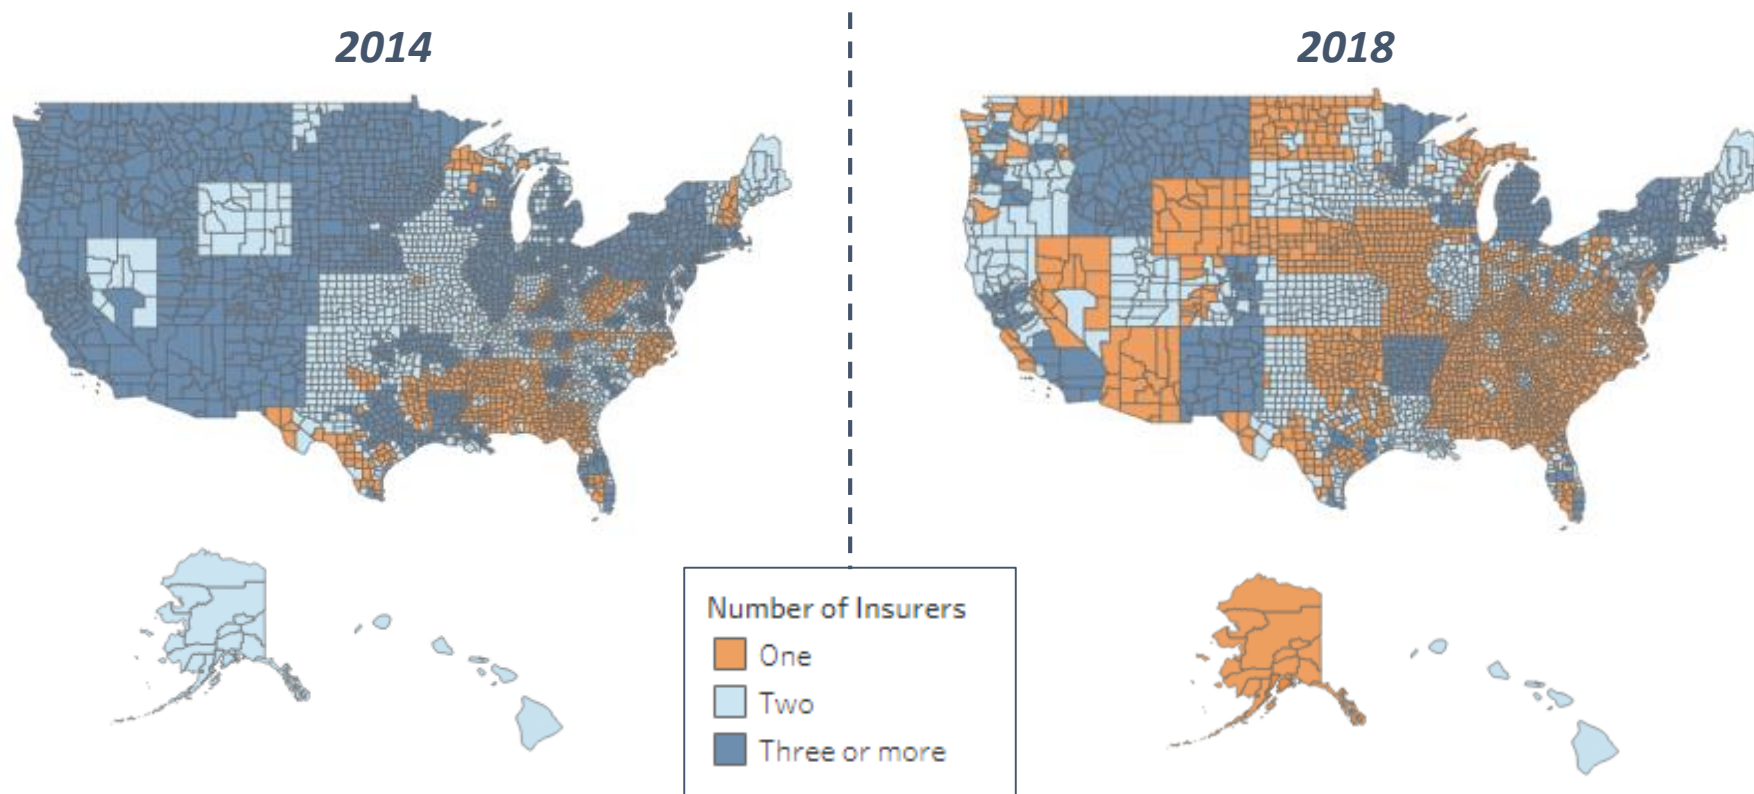 2014
2018
Number of Insurers
One
Two
Three or more